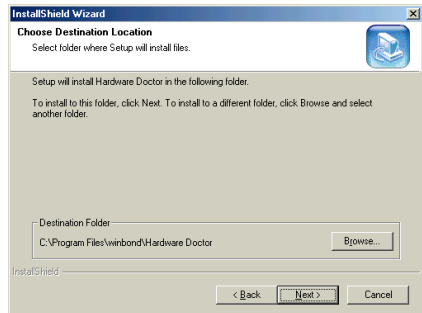 InstallShield Wizard
Choose Destination Location
Select folder where Setup will install files.
Setup will install Hardware Doctor in the following folder.
To install to this folder, click Next. To install to a different folder, click Browse and select
another folder.
Destination Folder
C:\Program Files\winbond\Hardware Doctor
Browse...
InstallShield
< Back
Next >
Cancel